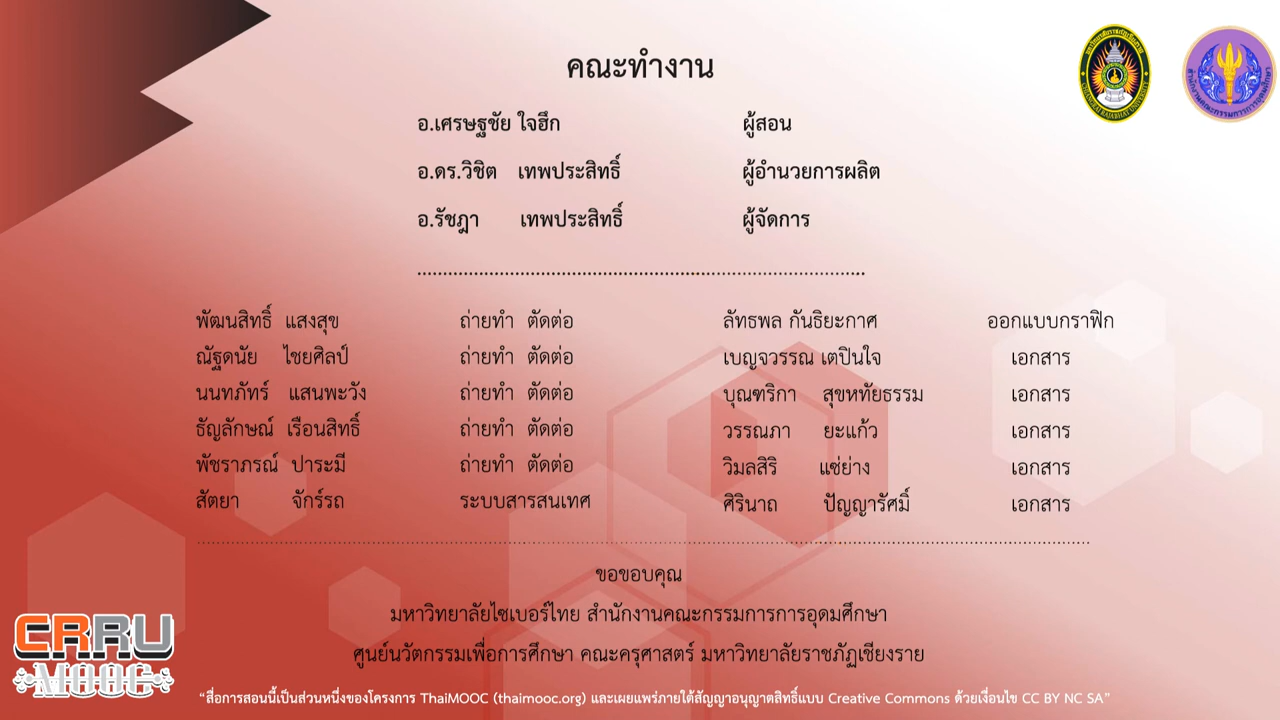 คณะทำงาน
อ.เศรษฐชัย ใจฮึก ผู้สอน
อ.ดร.วิชิต เทพประสิทธิ์ ผู้อำนวยการผลิต
อ.รัชฎา เทพประสิทธิ์ ผู้จัดการ
พัฒนสิทธิ์ แสงสุข ถ่ายทำ ตัดต่อ ลัทธพล กันธิยะกาศ ออกแบบกราฟิก
ณัฐดนัย ไชยศิลป์ ถ่ายทำ ตัดต่อ เบญจวรรณ เตปินใจ เอกสาร
นนทภัทร์ แสนพะวัง ถ่ายทำ ตัดต่อ บุณฑริกา สุขหทัยธรรม เอกสาร
ธัญลักษณ์ เรือนสิทธิ์ ถ่ายทำ ตัดต่อ วรรณภา ยะแก้ว เอกสาร
พัชราภรณ์ ปาระมี ถ่ายทำ ตัดต่อ วิมลสิริ แซ่ย่าง เอกสาร
สัตยา จักร์รถ ระบบสารสนเทศ ศิรินาถ ปัญญารัศมิ์ เอกสาร
ขอขอบคุณ
มหาวิทยาลัยไซเบอร์ไทย สำนักงานคณะกรรมการการอุดมศึกษา
ศูนย์นวัตกรรมเพื่อการศึกษา คณะครุศาสตร์ มหาวิทยาลัยราชภัฏเชียงราย
CRRU
MOOC
“สื่อการสอนนี้เป็นส่วนหนึ่งของโครงการ ThaiMOOC (thaimooc.org) และเผยแพร่ภายใต้สัญญาอนุญาตสิทธิ์แบบ Creative Commons ด้วยเงื่อนไข CC BY NC SA”